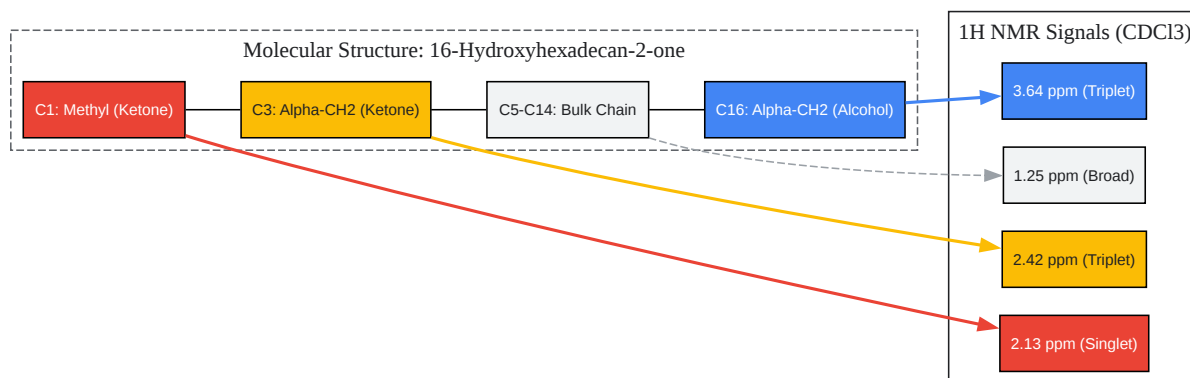 Molecular Structure: 16-Hydroxyhexadecan-2-one
C1: Methyl (Ketone)
C3: Alpha-CH2 (Ketone)
C5-C14: Bulk Chain
C16: Alpha-CH2 (Alcohol)
1H NMR Signals (CDCl3)
3.64 ppm (Triplet)
1.25 ppm (Broad)
2.42 ppm (Triplet)
2.13 ppm (Singlet)